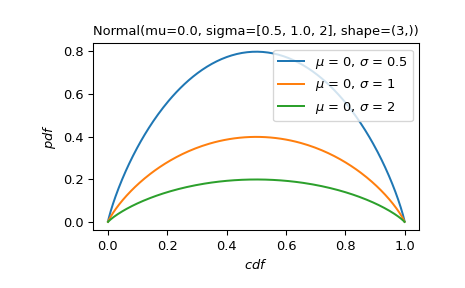 Normal(mu=0.0, sigma=[0.5, 1.0, 2], shape=(3,))
0.8
0.6
0.4
0.2
0.0
pdf
μ = 0, σ = 0.5
μ = 0, σ = 1
μ = 0, σ = 2
0.0 0.2 0.4 0.6 0.8 1.0
cdf